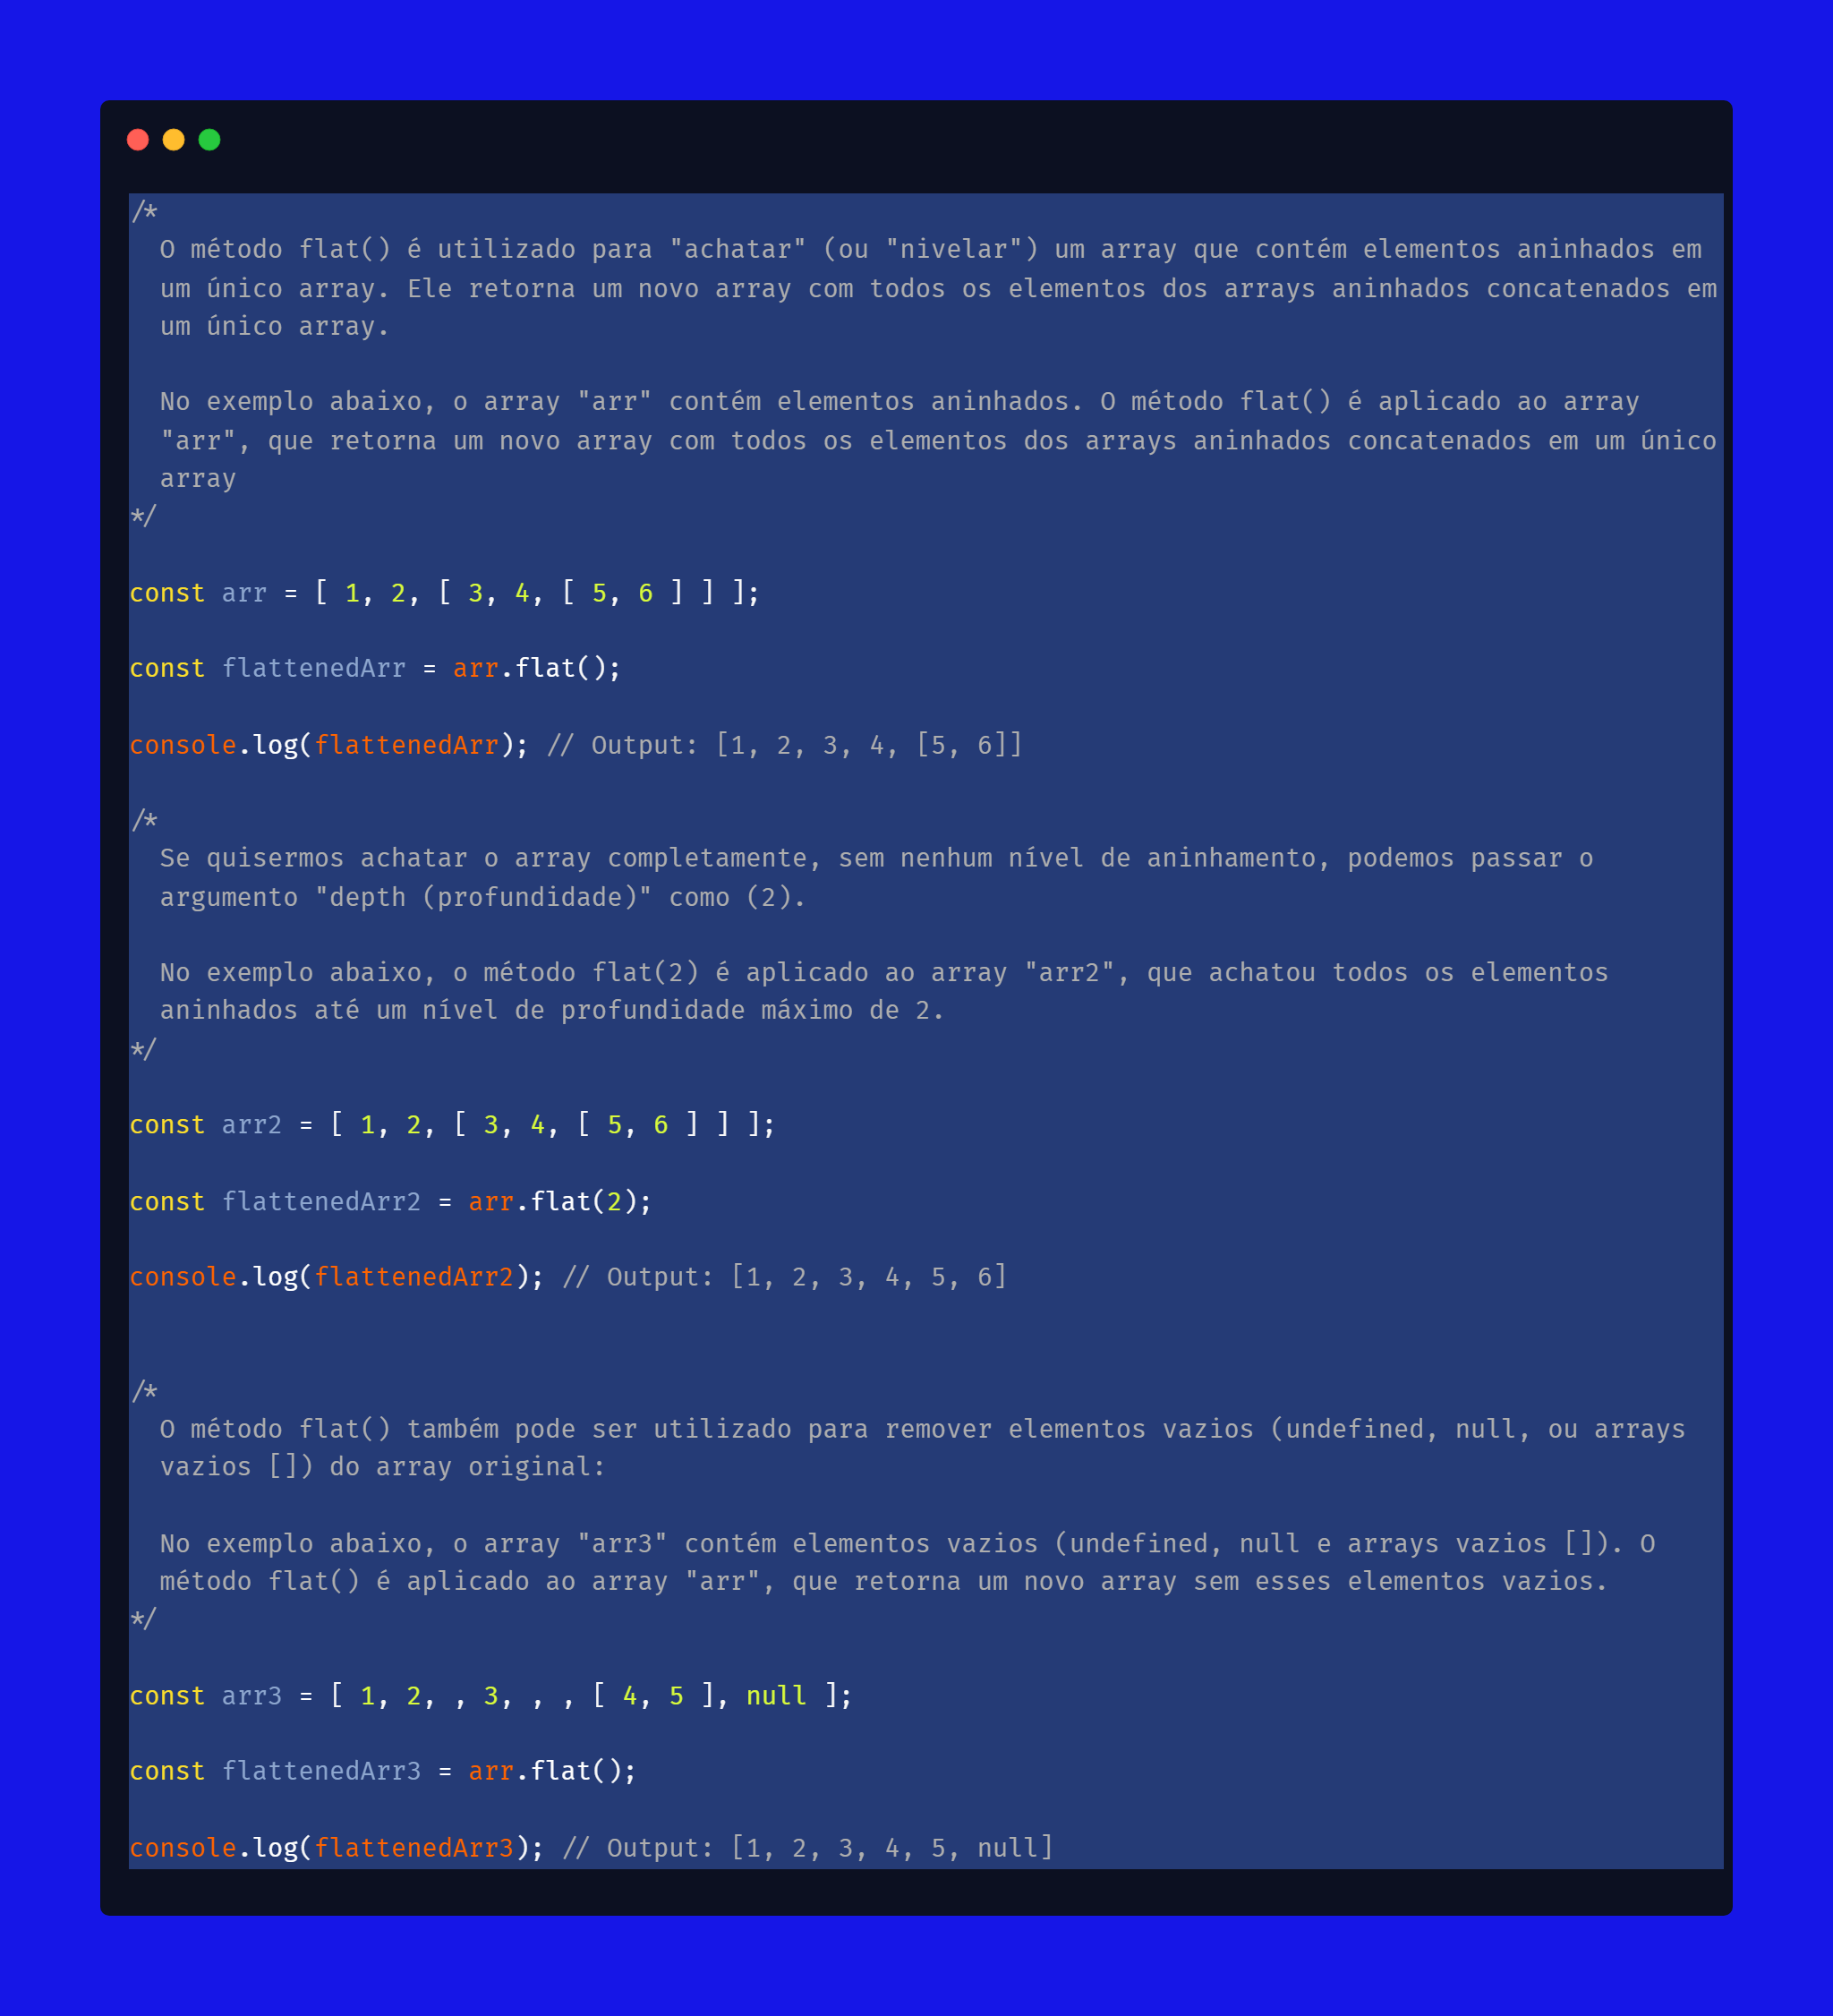 /*
  O método flat() é utilizado para "achatar" (ou "nivelar") um array que contém elementos aninhados em
  um único array. Ele retorna um novo array com todos os elementos dos arrays aninhados concatenados em
  um único array.

  No exemplo abaixo, o array "arr" contém elementos aninhados. O método flat() é aplicado ao array
  "arr", que retorna um novo array com todos os elementos dos arrays aninhados concatenados em um único
  array
*/

const arr = [ 1, 2, [ 3, 4, [ 5, 6 ] ] ];

const flattenedArr = arr.flat();

console.log(flattenedArr); // Output: [1, 2, 3, 4, [5, 6]]

/*
  Se quisermos achatar o array completamente, sem nenhum nível de aninhamento, podemos passar o
  argumento "depth (profundidade)" como (2).

  No exemplo abaixo, o método flat(2) é aplicado ao array "arr2", que achatou todos os elementos
  aninhados até um nível de profundidade máximo de 2.
*/

const arr2 = [ 1, 2, [ 3, 4, [ 5, 6 ] ] ];

const flattenedArr2 = arr.flat(2);

console.log(flattenedArr2); // Output: [1, 2, 3, 4, 5, 6]


/*
  O método flat() também pode ser utilizado para remover elementos vazios (undefined, null, ou arrays
  vazios []) do array original:

  No exemplo abaixo, o array "arr3" contém elementos vazios (undefined, null e arrays vazios []). O
  método flat() é aplicado ao array "arr", que retorna um novo array sem esses elementos vazios.
*/

const arr3 = [ 1, 2, , 3, , , [ 4, 5 ], null ];

const flattenedArr3 = arr.flat();

console.log(flattenedArr3); // Output: [1, 2, 3, 4, 5, null]